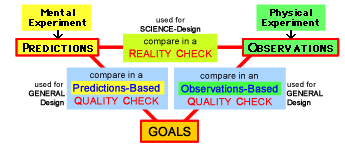 Mental
Experiment
used for
SCIENCE-Design
Physical
Experiment
PREDICTIONS
compare in a
REALITY CHECK
OBSERVATIONS
used for
GENERAL
Design
compare in a
Predictions-Based
QUALITY CHECK
compare in an
Observations-Based
QUALITY CHECK
used for
GENERAL
Design
GOALS